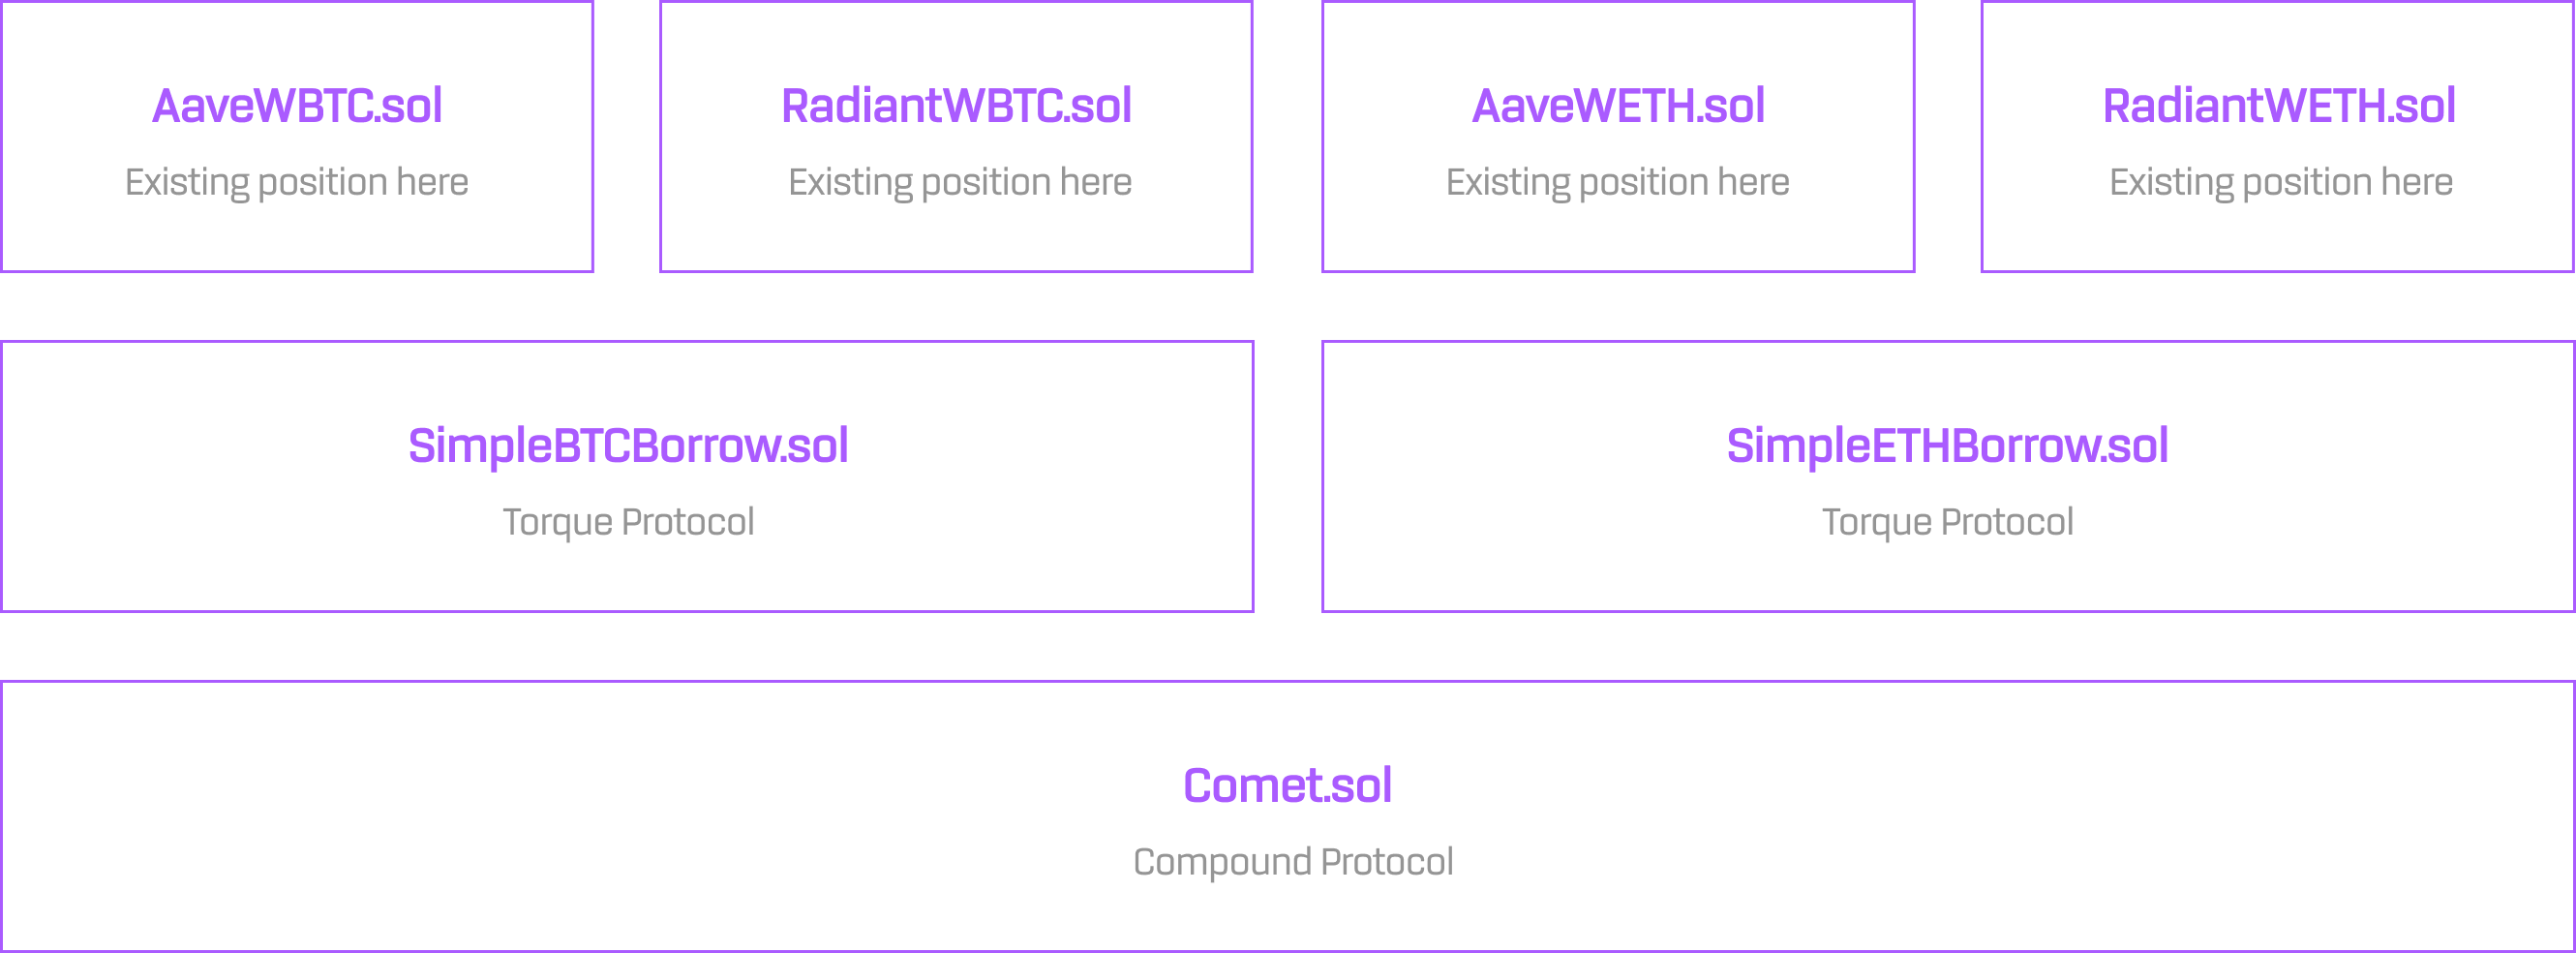 AaveWBTC.sol
Existing position here
RadiantWBTC.sol
Existing position here
AaveWETH.sol
Existing position here
RadiantWETH.sol
Existing position here
SimpleBTCBorrow.sol
Torque Protocol
SimpleETHBorrow.sol
Torque Protocol
Comet.sol
Compound Protocol